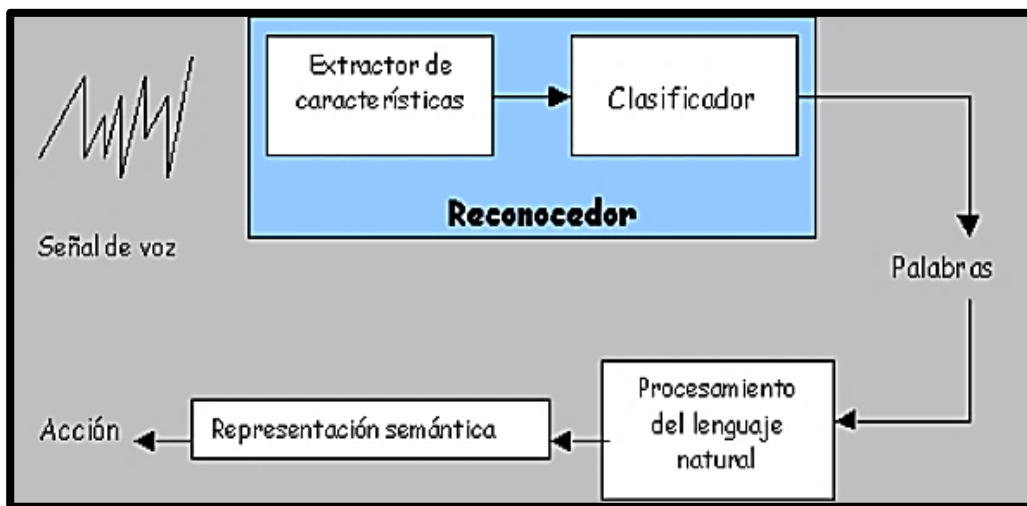 Extractor de
características
Clasificador
Reconocedor
Señal de voz
Palabras
Procesamiento
del lenguaje
natural
Representación semántica
Acción